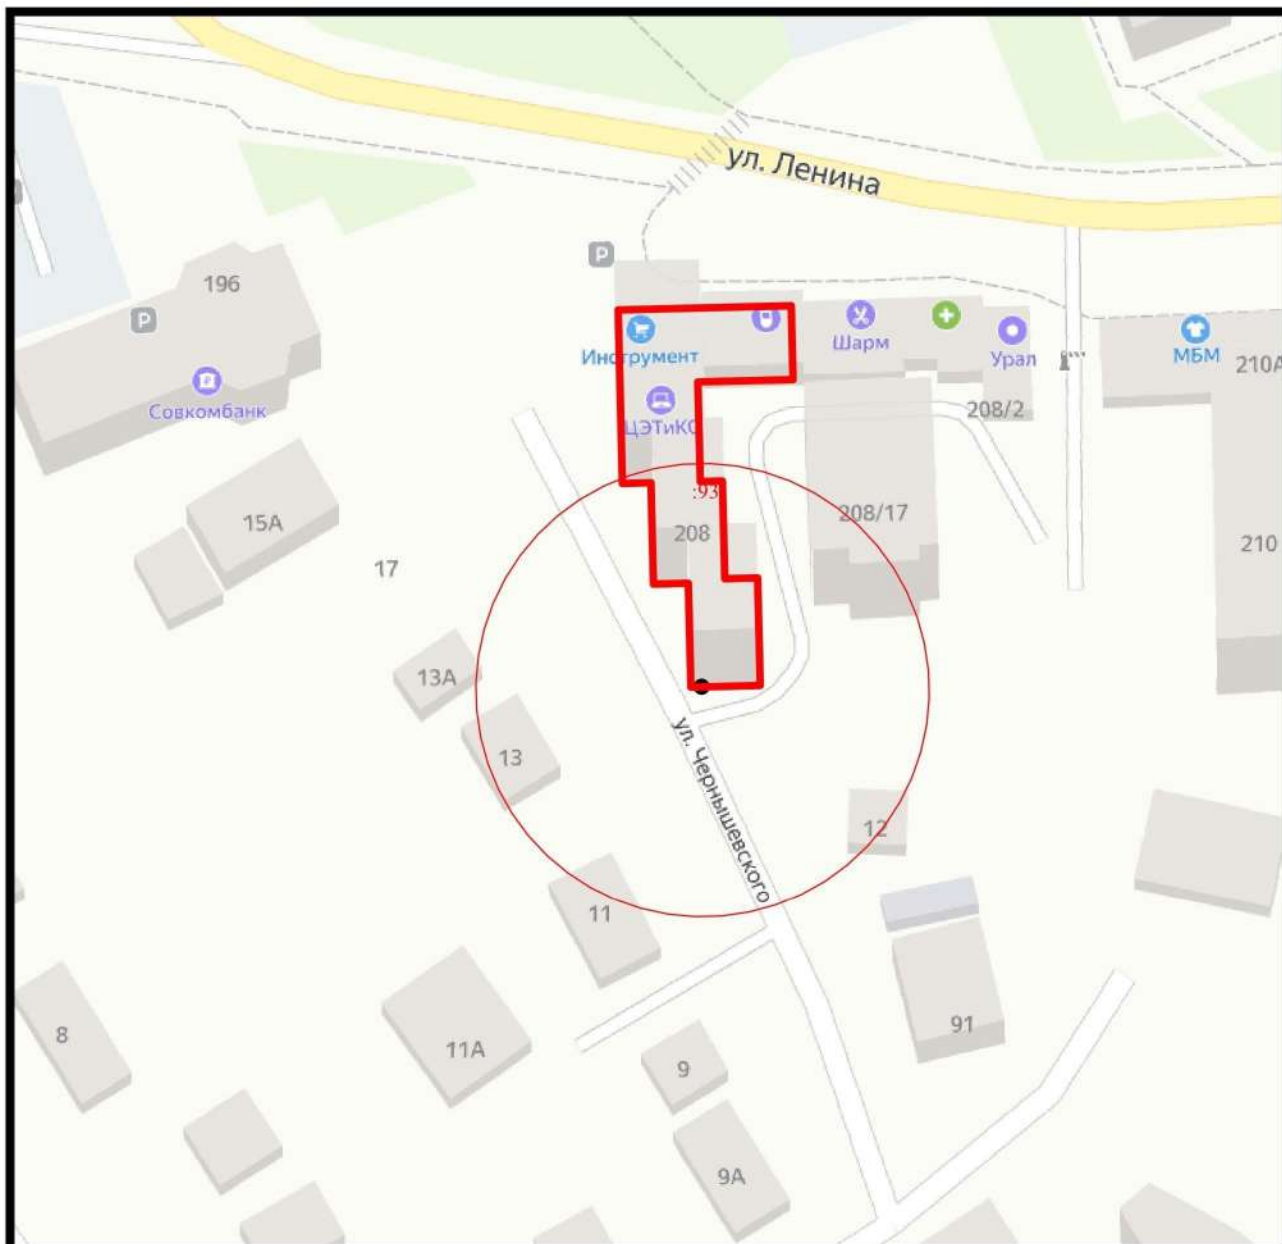 ул. Ленина
196
P
P
Инструмент
Шарм
Урал
МБМ
210А
Совкомбанк
ЦЭТиКС
208/2
:93
15А
208
208/17
210
17
13А
13
ул. Чернышевского
12
11
8
11А
91
9
9А